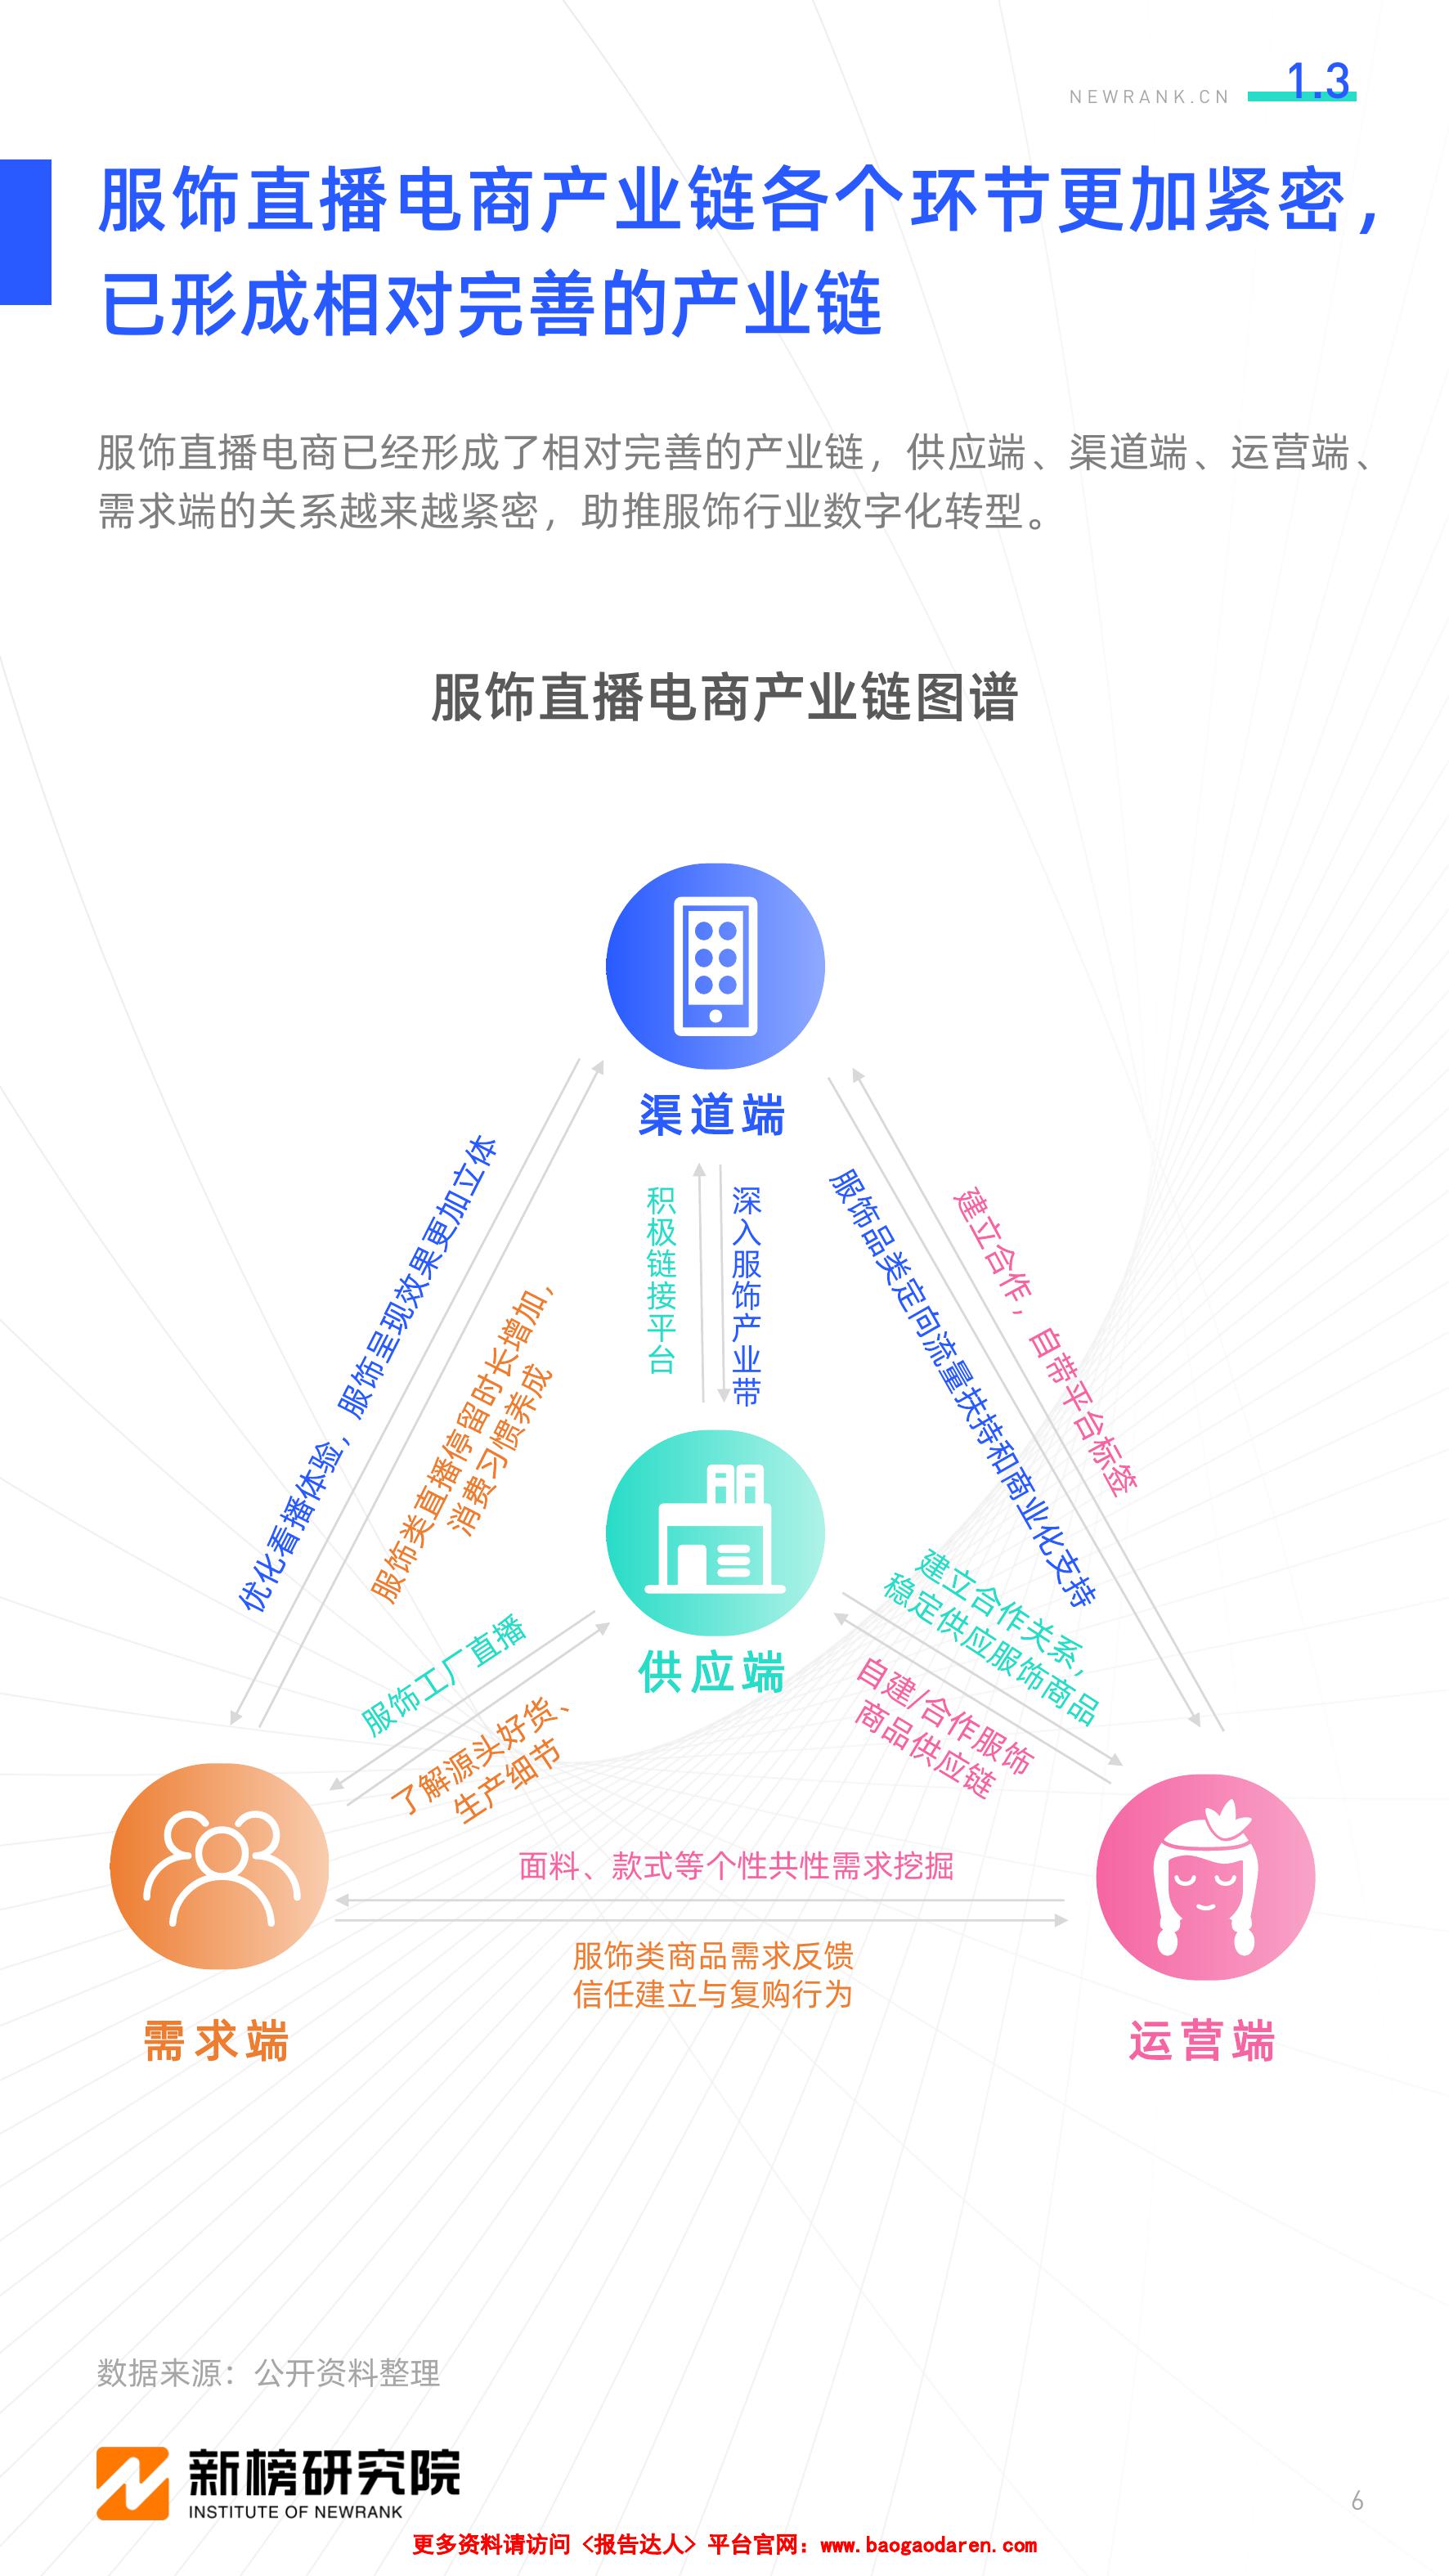 NEWRANK.CN 1.3
服饰直播电商产业链各个环节更加紧密，
已形成相对完善的产业链
服饰直播电商已经形成了相对完善的产业链，供应端、渠道端、运营端、
需求端的关系越来越紧密，助推服饰行业数字化转型。
服饰直播电商产业链图谱
渠道端
优化看播体验，服饰呈现效果更加立体
服饰类直播停留时长增加，
消费习惯养成
积极链接平台
深入服饰产业带
服饰品类定向流量扶持和商业化支持
建立合作，自带平台标签
供应端
服饰工厂直播
了解源头好货、
生产细节
建立合作关系，
稳定供应服饰商品
自建/合作服饰
商品供应链
面料、款式等个性共性需求挖掘
服饰类商品需求反馈
信任建立与复购行为
需求端
运营端
数据来源：公开资料整理
新榜研究院
INSTITUTE OF NEWRANK
6
更多资料请访问<报告达人>平台官网：www.baogaodaren.com